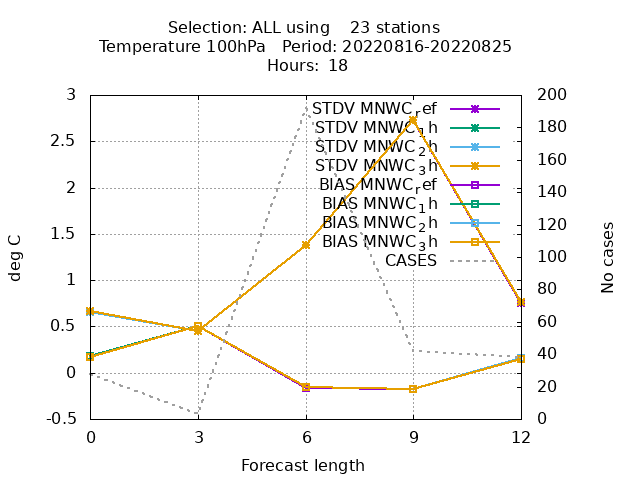 Selection: ALL using    23 stations
Temperature 100hPa   Period: 20220816-20220825
Hours:  18
3
2.5
2
1.5
1
0.5
0
-0.5
deg C
0
3
6
9
12
Forecast length
200
180
160
140
120
100
80
60
40
20
0
No cases
STDV MNWC_ref
STDV MNWC_1h
STDV MNWC_2h
STDV MNWC_3h
BIAS MNWC_ref
BIAS MNWC_1h
BIAS MNWC_2h
BIAS MNWC_3h
CASES